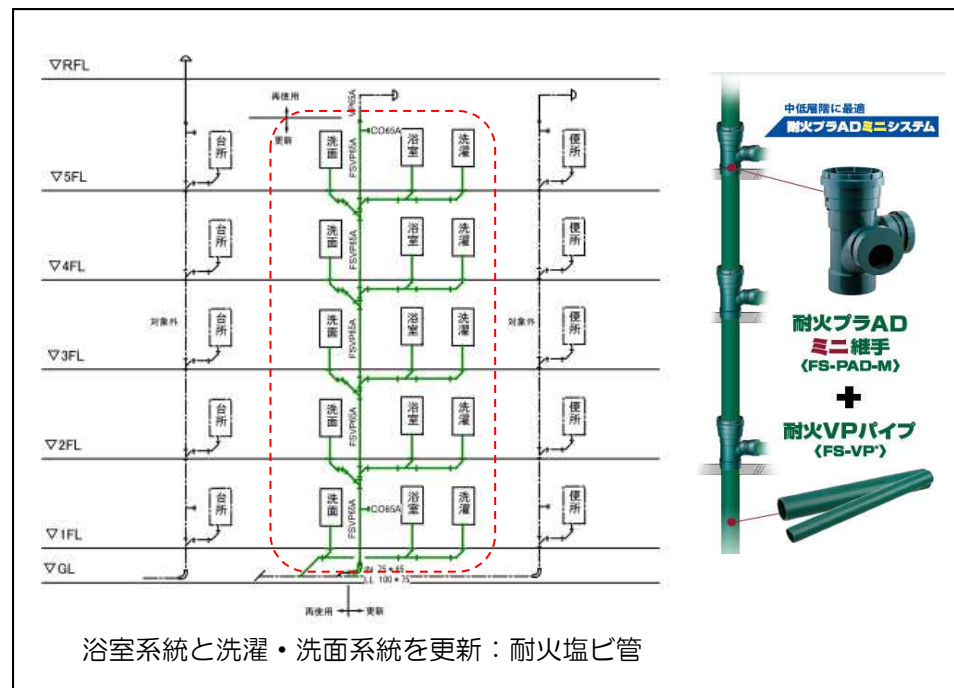 ▽RFL
再使用
更新
VP65A
CO65A
台所
洗面
FSVP65A
浴室
洗濯
便所
▽5FL
台所
洗面
FSVP65A
浴室
洗濯
便所
▽4FL
対象外
台所
洗面
FSVP65A
浴室
洗濯
対象外
便所
▽3FL
台所
洗面
FSVP65A
浴室
洗濯
便所
▽2FL
台所
洗面
FSVP65A
CO65A
浴室
洗濯
便所
▽1FL
▽GL
75*65
LL 100*75
再使用
更新
中低層階に最適
耐火プラADミニシステム
耐火プラAD
ミニ継手
〈FS-PAD-M〉
+
耐火VPパイプ
〈FS-VP*〉
浴室系統と洗濯・洗面系統を更新：耐火塩ビ管